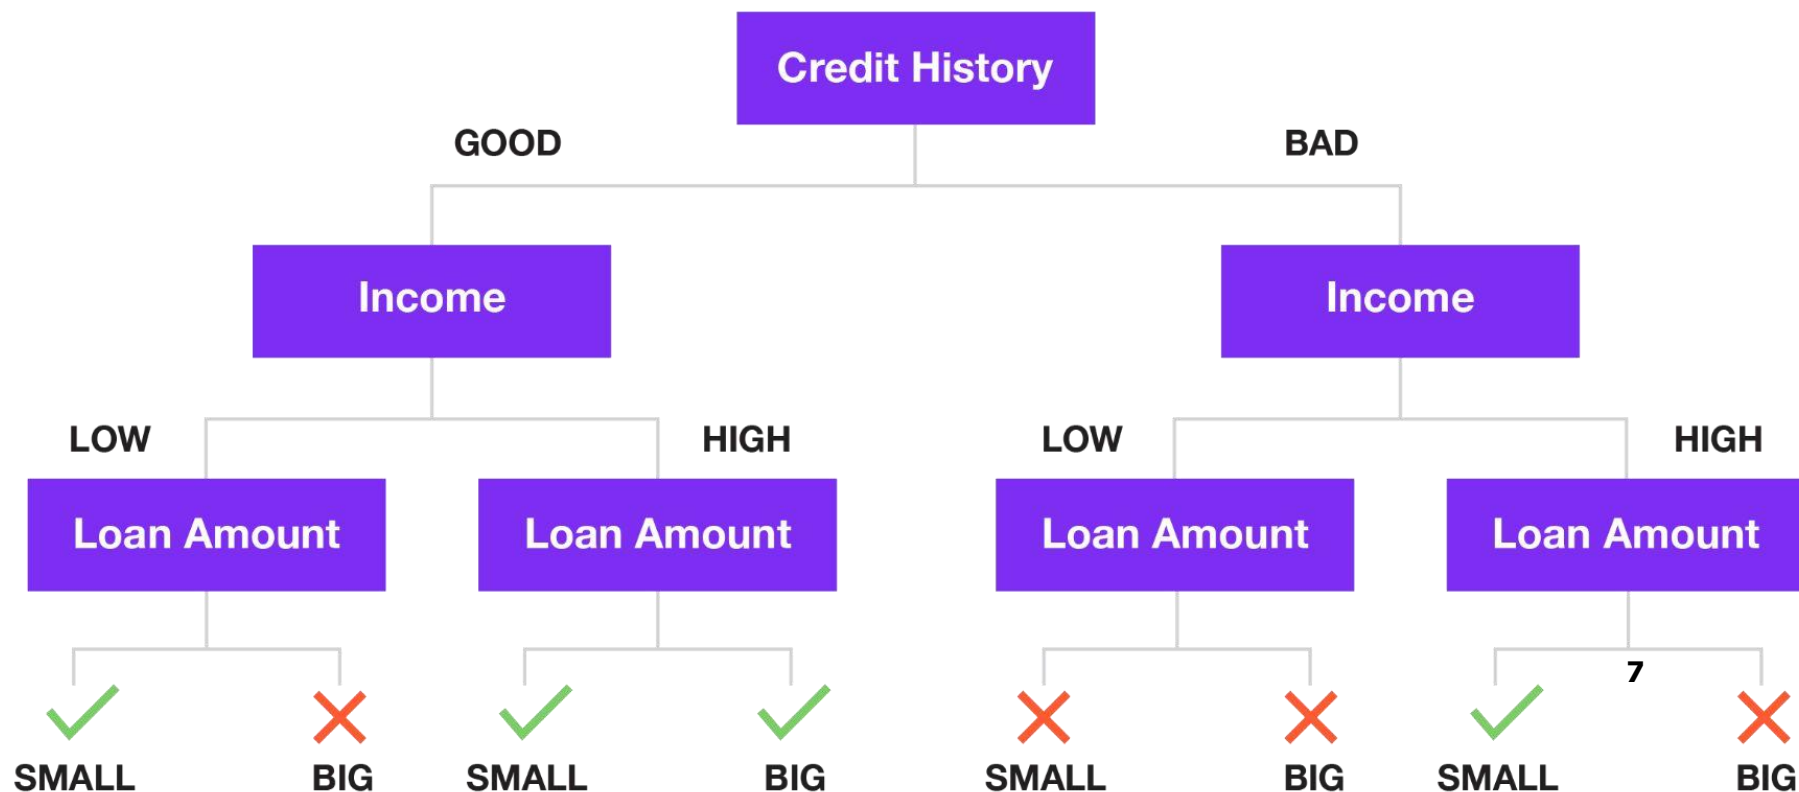 Credit History
GOOD
BAD
Income
Income
LOW
HIGH
LOW
HIGH
Loan Amount
Loan Amount
Loan Amount
Loan Amount
7
SMALL
BIG
SMALL
BIG
SMALL
BIG
SMALL
BIG